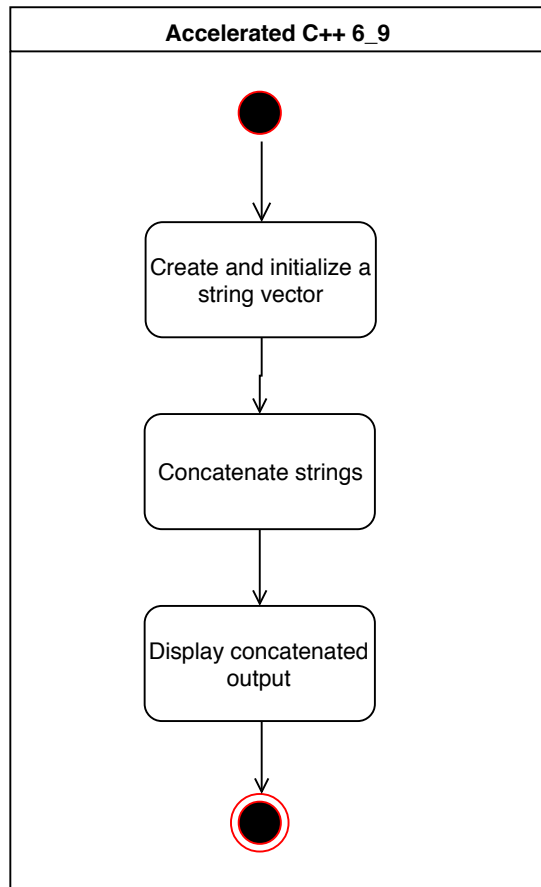 Accelerated C++ 6_9
Create and initialize a
string vector
Concatenate strings
Display concatenated
output